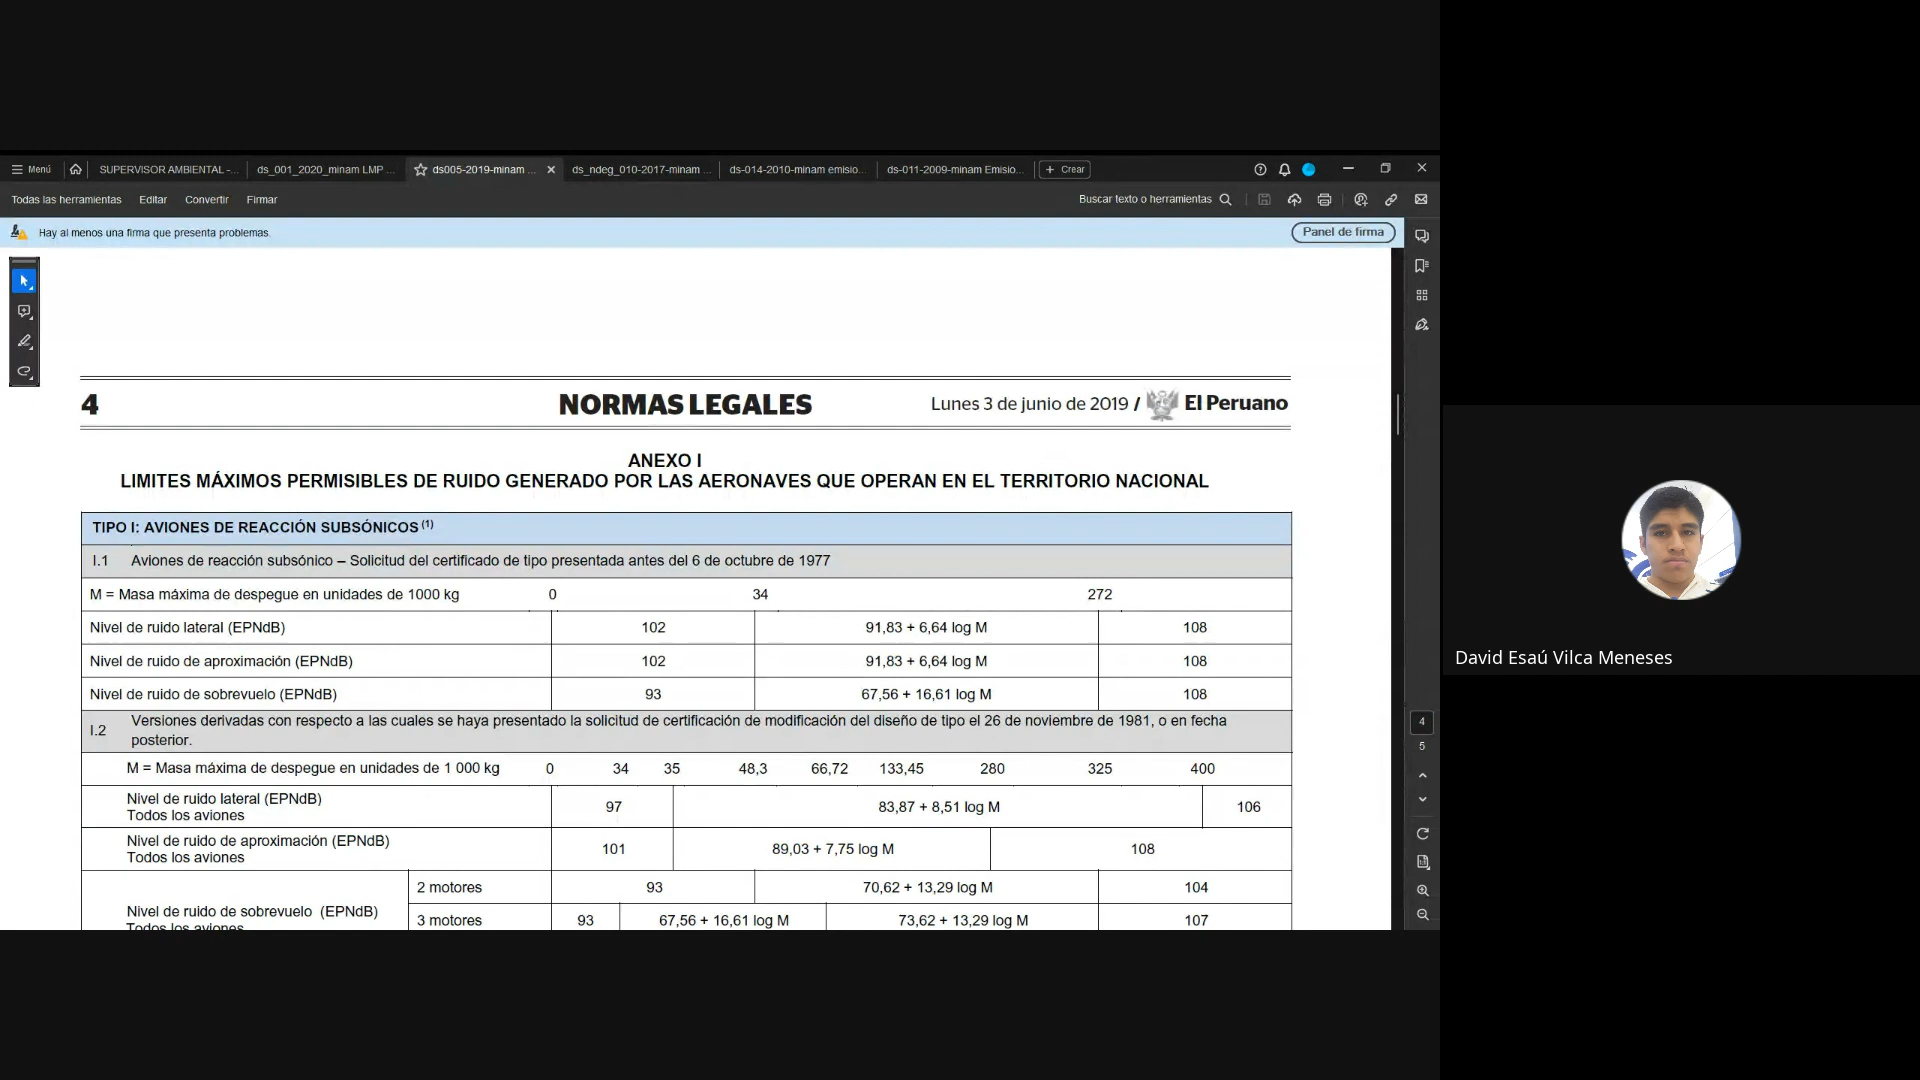 Menú
SUPERVISOR AMBIENTAL -...
ds_001_2020_minam LMP ...
ds005-2019-minam ...
ds_ndeg_010-2017-minam ...
ds-014-2010-minam emisio...
ds-011-2009-minam Emisio...
+ Crear
Todas las herramientas Editar Convertir Firmar
Buscar texto o herramientas
Hay al menos una firma que presenta problemas.
Panel de firma
4 NORMAS LEGALES Lunes 3 de junio de 2019 / El Peruano
ANEXO I
LIMITES MÁXIMOS PERMISIBLES DE RUIDO GENERADO POR LAS AERONAVES QUE OPERAN EN EL TERRITORIO NACIONAL
TIPO I: AVIONES DE REACCIÓN SUBSÓNICOS (1)
I.1 Aviones de reacción subsónico – Solicitud del certificado de tipo presentada antes del 6 de octubre de 1977
M = Masa máxima de despegue en unidades de 1000 kg 0 34 272
Nivel de ruido lateral (EPNdB) 102 91,83 + 6,64 log M 108
Nivel de ruido de aproximación (EPNdB) 102 91,83 + 6,64 log M 108
Nivel de ruido de sobrevuelo (EPNdB) 93 67,56 + 16,61 log M 108
I.2 Versiones derivadas con respecto a las cuales se haya presentado la solicitud de certificación de modificación del diseño de tipo el 26 de noviembre de 1981, o en fecha
posterior.
M = Masa máxima de despegue en unidades de 1 000 kg 0 34 35 48,3 66,72 133,45 280 325 400
Nivel de ruido lateral (EPNdB)
Todos los aviones 97 83,87 + 8,51 log M 106
Nivel de ruido de aproximación (EPNdB)
Todos los aviones 101 89,03 + 7,75 log M 108
2 motores 93 70,62 + 13,29 log M 104
Nivel de ruido de sobrevuelo (EPNdB)
Todos los aviones
3 motores 93 67,56 + 16,61 log M 73,62 + 13,29 log M 107
4
5
David Esaú Vilca Meneses